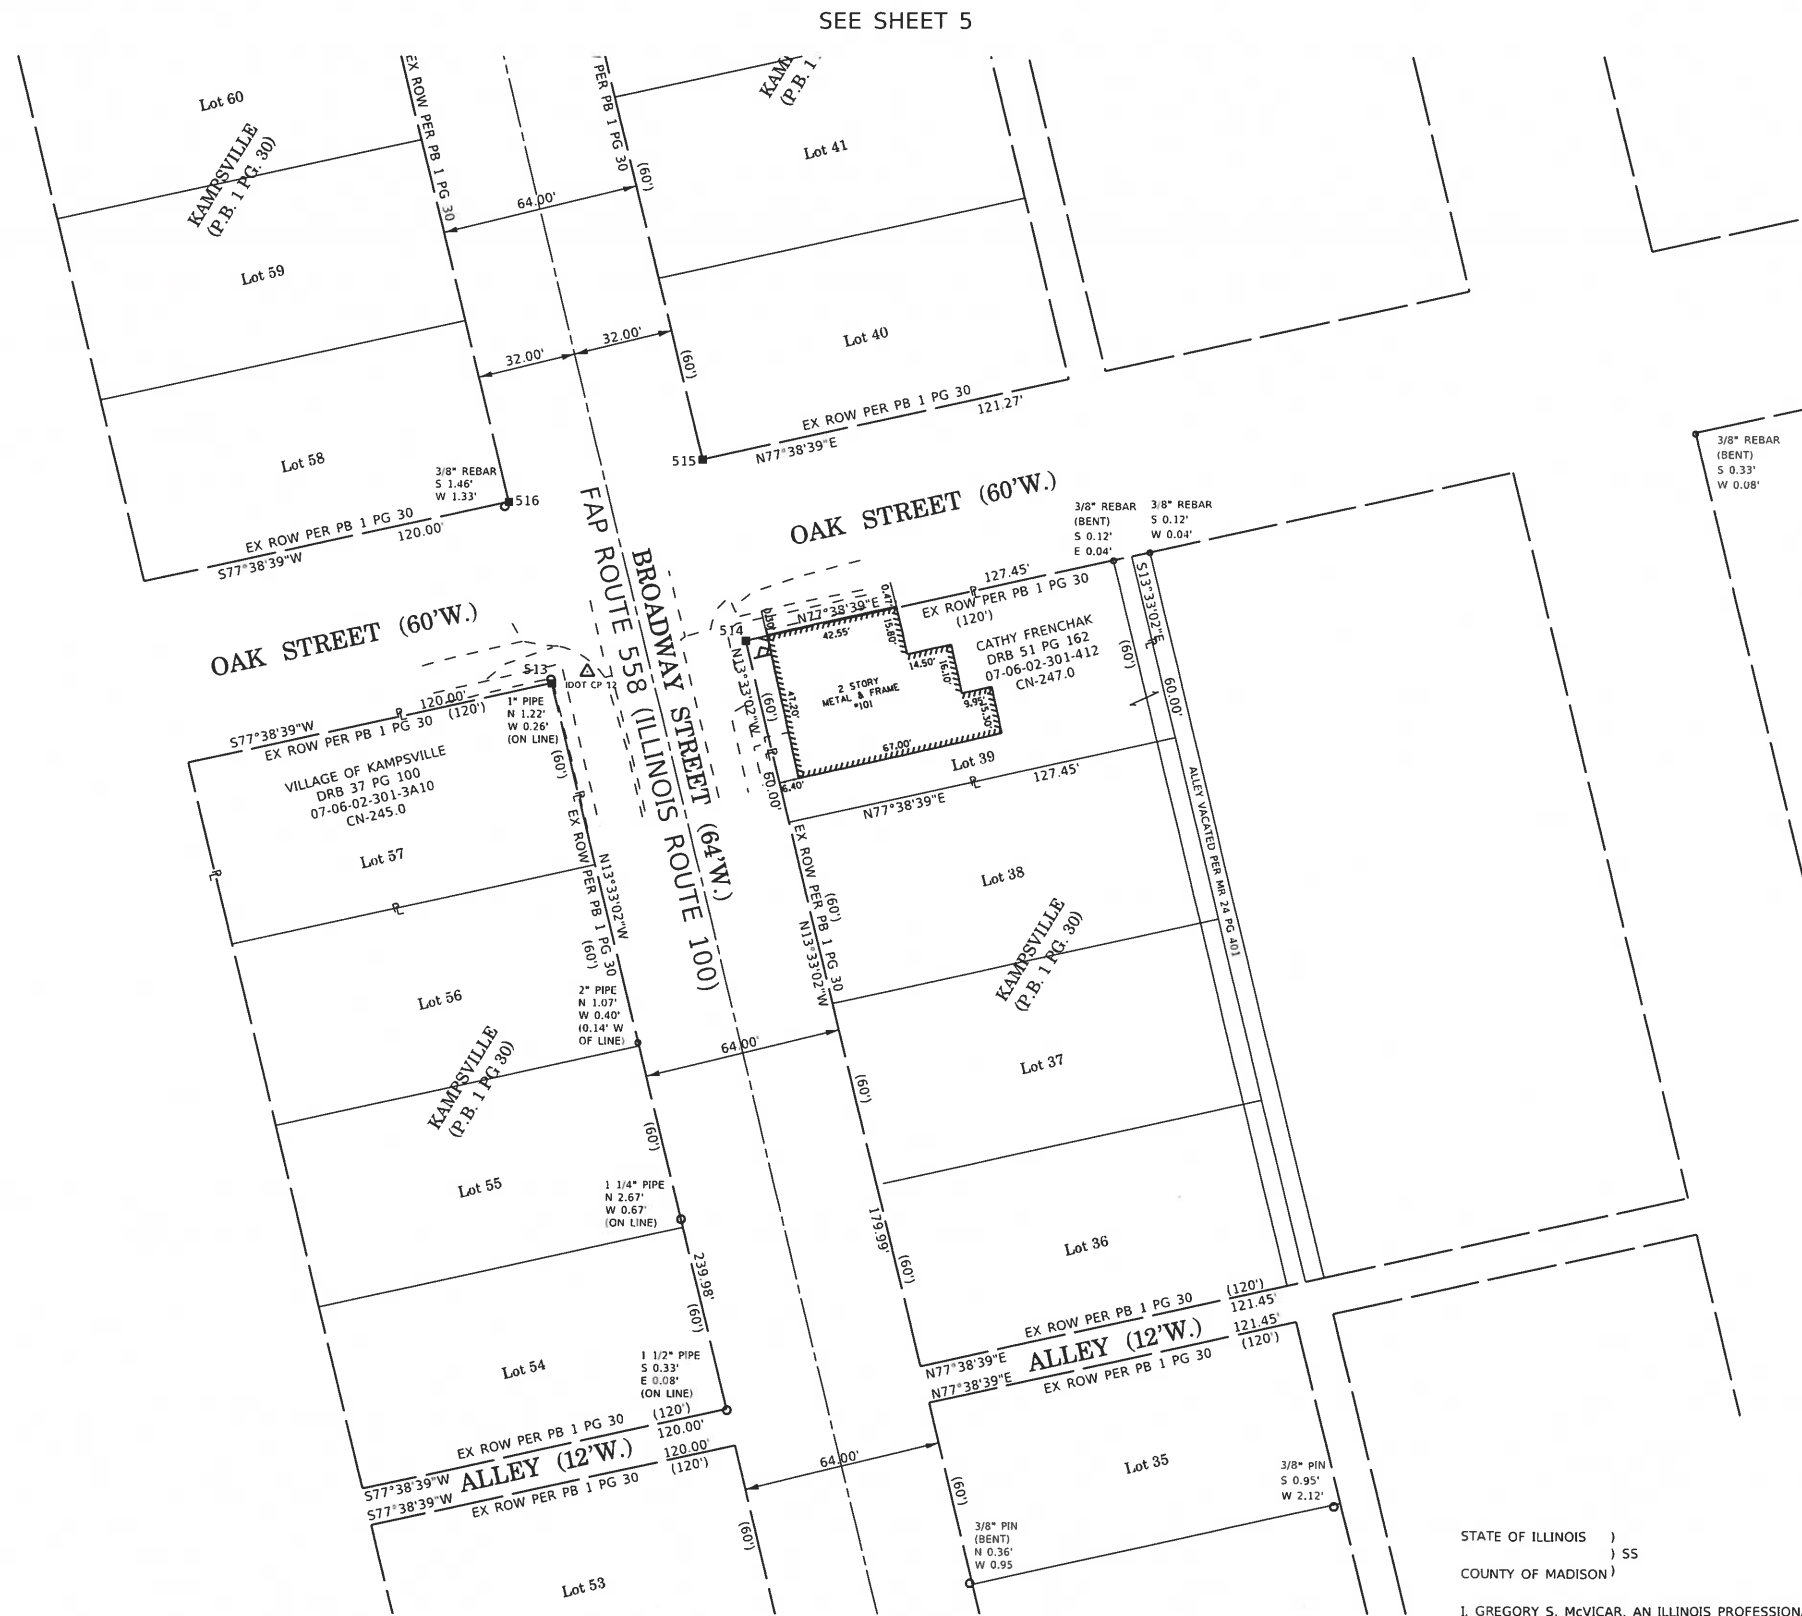 SEE SHEET 5
Lot 60
KAMPSVILLE
(P.B. 1 PG. 30)
EX ROW PER PB 1 PG 30
PER PB 1 PG 30
(60')
KAM
(P.B. 1
Lot 41
64.00'
Lot 59
Lot 40
32.00'
32.00'
(60')
EX ROW PER PB 1 PG 30
121.27'
N77°38'39"E
515
Lot 58
3/8" REBAR
S 1.46'
W 1.33'
516
EX ROW PER PB 1 PG 30
120.00'
S77°38'39"W
3/8" REBAR
(BENT)
S 0.33'
W 0.08'
OAK STREET (60'W.)
3/8" REBAR
(BENT)
S 0.12'
E 0.04'
3/8" REBAR
S 0.12'
W 0.04'
FAP ROUTE 558 (ILLINOIS ROUTE 100)
BROADWAY STREET (64'W.)
OAK STREET (60'W.)
513
IDOT CP 12
514
N77°38'39"E
0.47'
127.45'
EX ROW PER PB 1 PG 30
(120')
S13°33'02"E
(60')
60.00'
CATHY FRENCHAK
DRB 51 PG 162
07-06-02-301-412
CN-247.0
42.55'
15.80'
14.50'
16.10'
9.95'
15.30'
67.00'
47.20'
6.40'
2 STORY
METAL & FRAME
#101
N13°33'02"W
(60')
60.00'
Lot 39
N77°38'39"E
127.45'
120.00'
S77°38'39"W
(120')
EX ROW PER PB 1 PG 30
1" PIPE
N 1.22'
W 0.26'
(ON LINE)
VILLAGE OF KAMPSVILLE
DRB 37 PG 100
07-06-02-301-3A10
CN-245.0
(60')
Lot 57
EX ROW PER PB 1 PG 30
N13°33'02"W
(60')
EX ROW PER PB 1 PG 30
(60')
N13°33'02"W
Lot 38
ALLEY VACATED PER MR 24 PG 401
KAMPSVILLE
(P.B. 1 PG. 30)
Lot 56
2" PIPE
N 1.07'
W 0.40'
(0.14' W
OF LINE)
KAMPSVILLE
(P.B. 1 PG 30)
64.00'
(60')
Lot 37
(60')
Lot 55
1 1/4" PIPE
N 2.67'
W 0.67'
(ON LINE)
239.98'
(60')
179.99'
(60')
Lot 36
Lot 54
1 1/2" PIPE
S 0.33'
E 0.08'
(ON LINE)
EX ROW PER PB 1 PG 30
(120')
121.45'
N77°38'39"E
ALLEY (12'W.)
121.45'
(120')
N77°38'39"E
EX ROW PER PB 1 PG 30
EX ROW PER PB 1 PG 30
(120')
120.00'
S77°38'39"W
ALLEY (12'W.)
120.00'
(120')
S77°38'39"W
EX ROW PER PB 1 PG 30
64.00'
(60')
(60')
Lot 35
3/8" PIN
S 0.95'
W 2.12'
3/8" PIN
(BENT)
N 0.36'
W 0.95
Lot 53
STATE OF ILLINOIS )
) SS
COUNTY OF MADISON )
I, GREGORY S. McVICAR, AN ILLINOIS PROFESSION